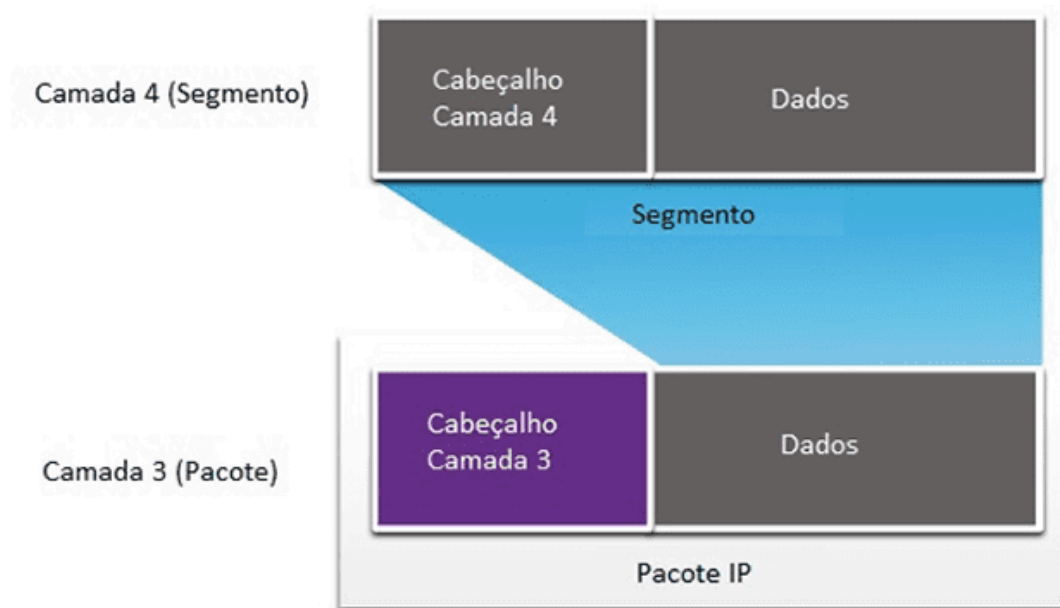 Camada 4 (Segmento)
Cabeçalho
Camada 4
Dados
Segmento
Camada 3 (Pacote)
Cabeçalho
Camada 3
Dados
Pacote IP